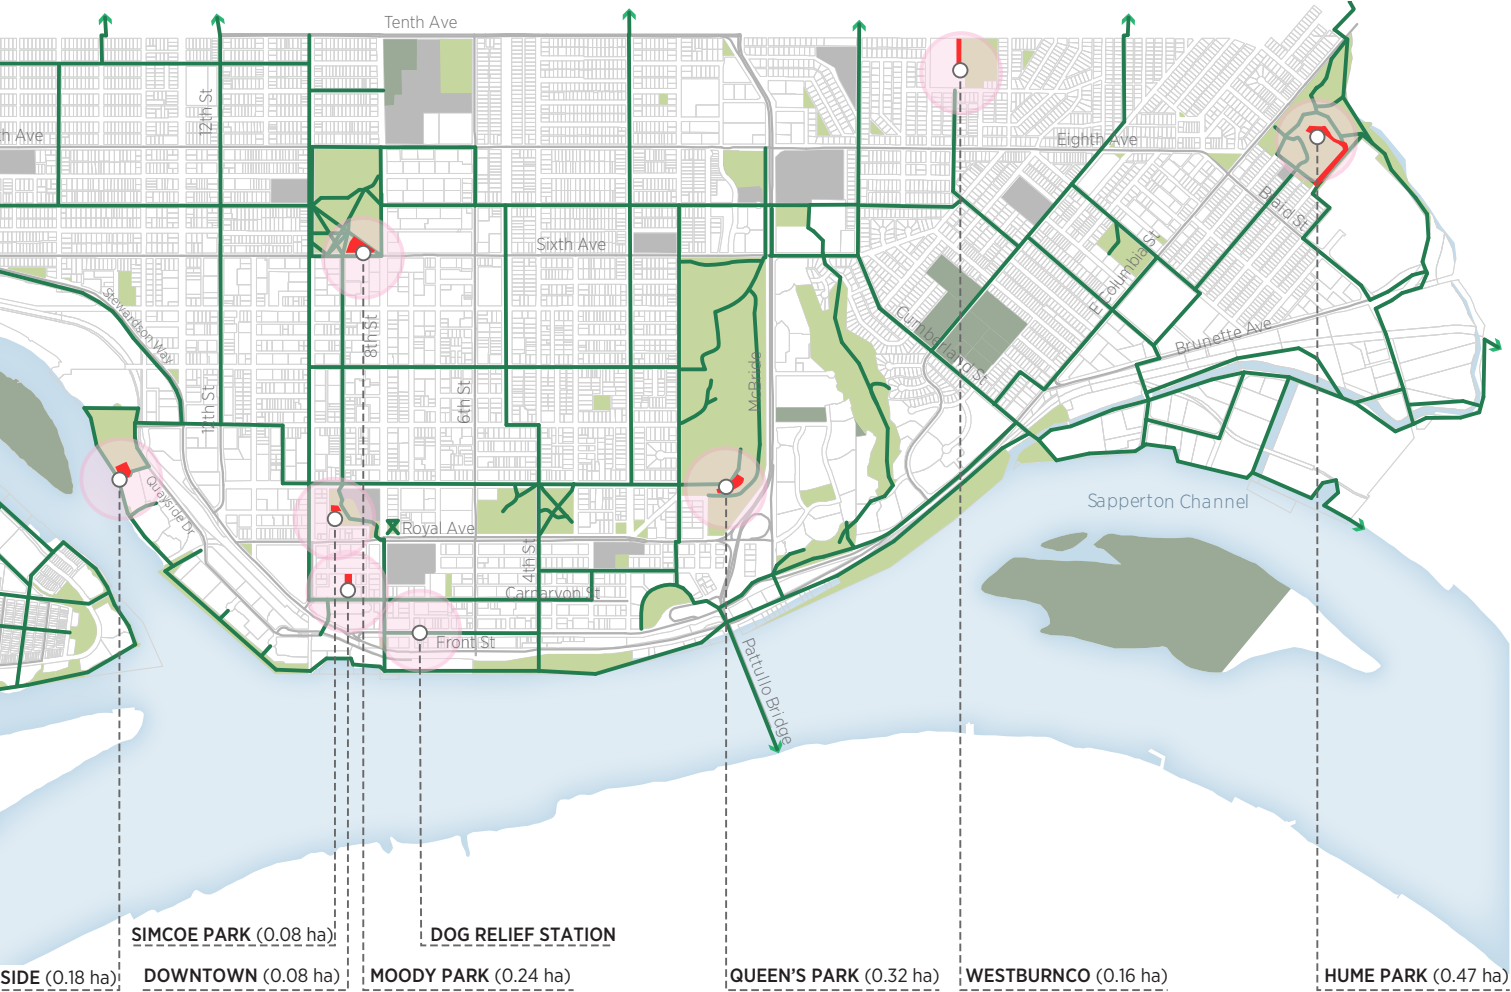 Tenth Ave
12th St
th Ave
Eighth Ave
Blard St
Sixth Ave
E Columbia St
Stewardson Way
8th St
Cumberland St
Brunette Ave
McBride
6th St
12th St
Quayside Dr
Sapperton Channel
Royal Ave
4th St
Carnarvon St
Front St
Pattullo Bridge
SIMCOE PARK (0.08 ha)
DOG RELIEF STATION
SIDE (0.18 ha)
DOWNTOWN (0.08 ha)
MOODY PARK (0.24 ha)
QUEEN'S PARK (0.32 ha)
WESTBURNCO (0.16 ha)
HUME PARK (0.47 ha)